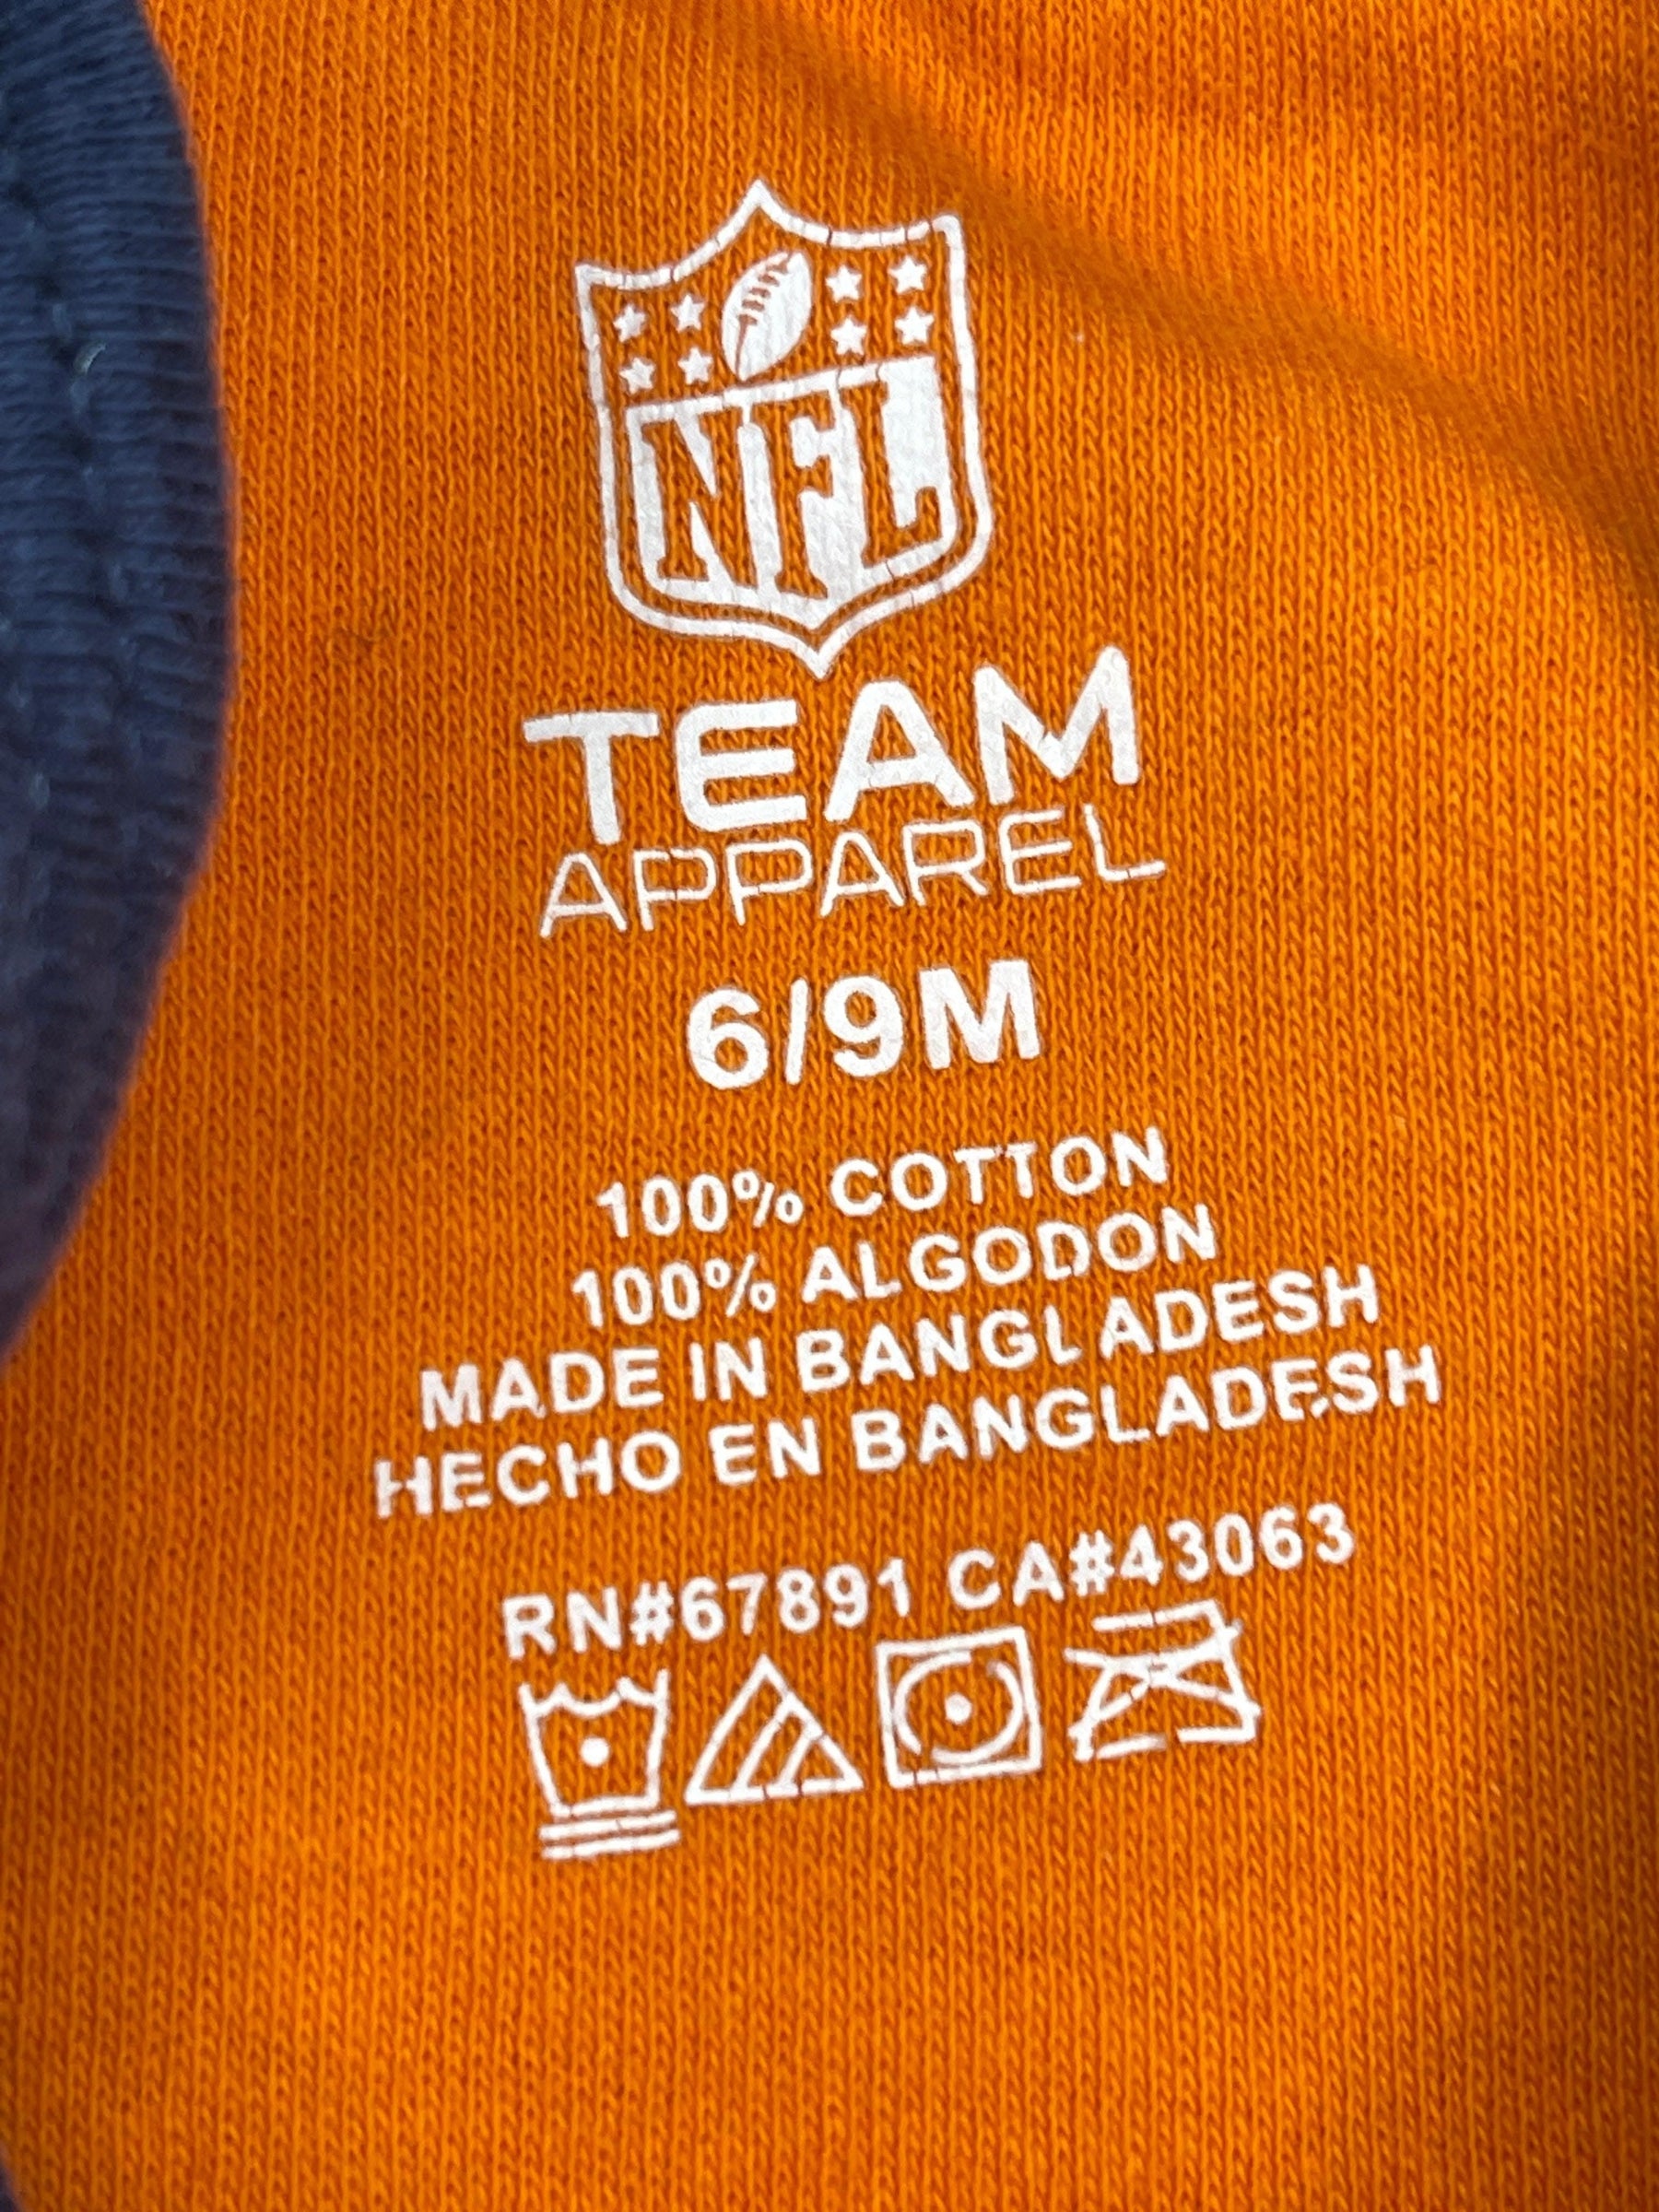 NFL
TEAM
APPAREL
6/9M
100% COTTON
100% ALGODON
MADE IN BANGLADESH
HECHO EN BANGLADESH
RN#67891 CA#43063